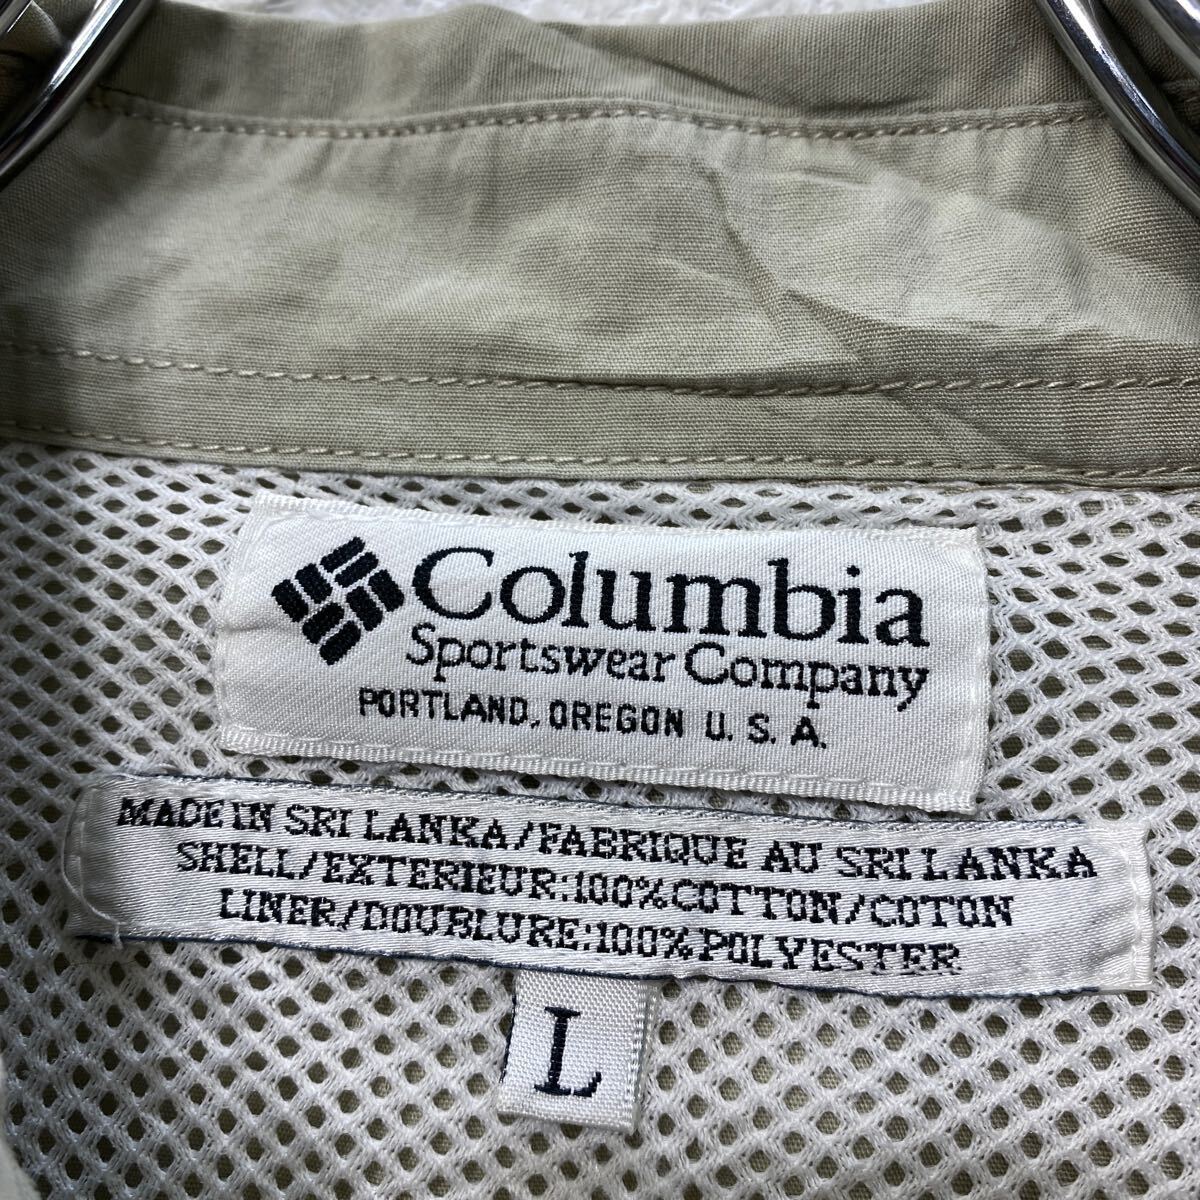 Columbia
Sportswear Company
PORTLAND, OREGON U. S. A.
MADE IN SRI LANKA/FABRIQUE AU SRI LANKA
SHELL/EXTERIEUR:100%COTTON/COTON
LINER/DOUBLURE:100%POLYESTER
L